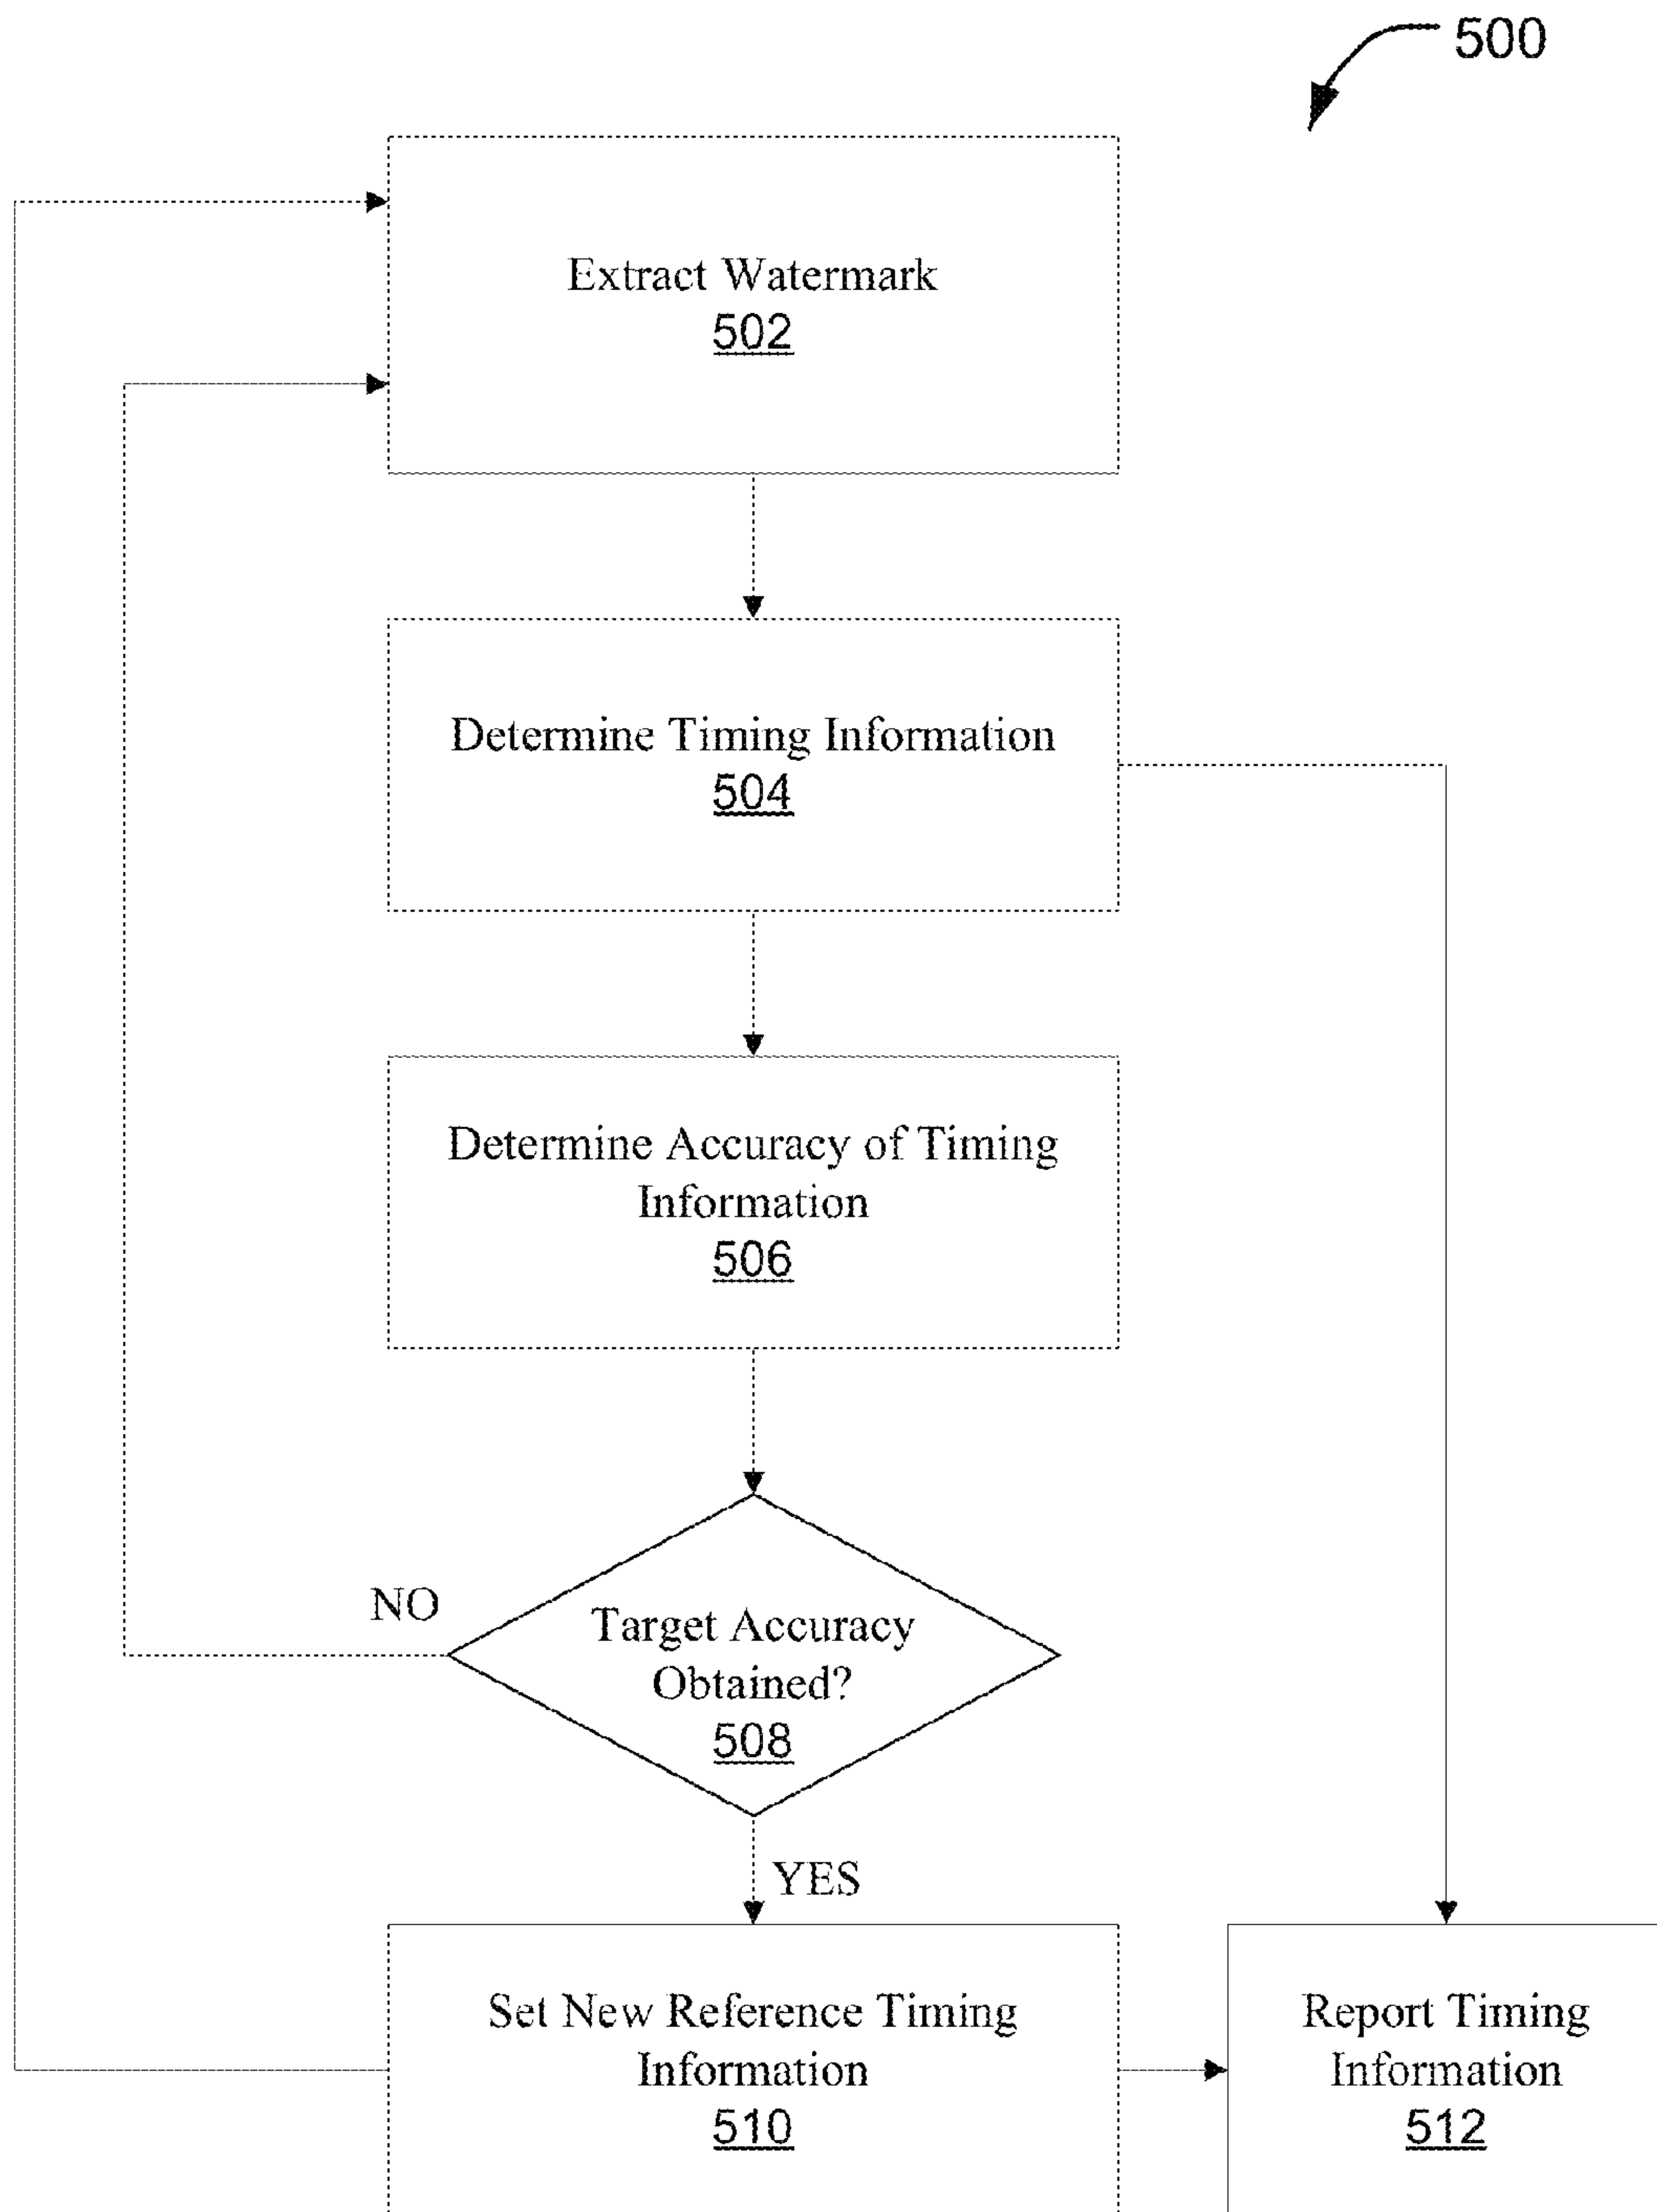 500
Extract Watermark
502
Determine Timing Information
504
Determine Accuracy of Timing
Information
506
NO
Target Accuracy
Obtained?
508
YES
Set New Reference Timing
Information
510
Report Timing
Information
512